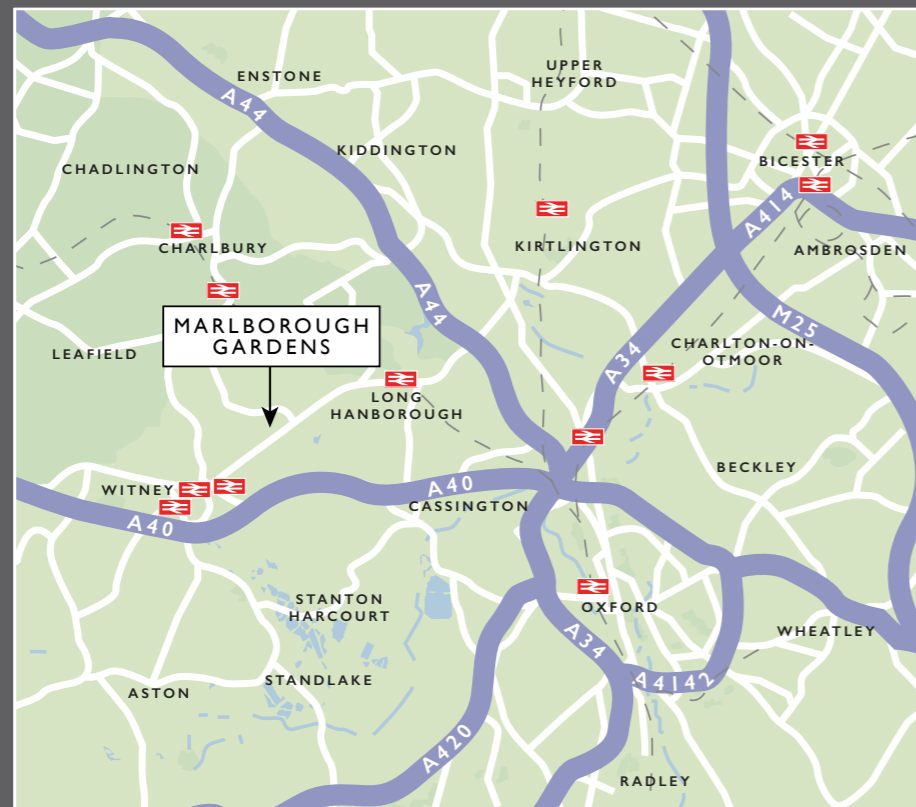 ENSTONE
UPPER
HEYFORD
A44
KIDDINGTON
CHADLINGTON
BICESTER
A414
CHARLBURY
KIRTLINGTON
AMBROSDEN
A44
M25
MARLBOROUGH
GARDENS
LEAFIELD
A34
CHARLTON-ON-
OTMOOR
LONG
HANBOROUGH
BECKLEY
WITNEY
A40
CASSINGTON
A40
STANTON
HARCOURT
OXFORD
A34
WHEATLEY
STANDLAKE
A4142
ASTON
A420
RADLEY